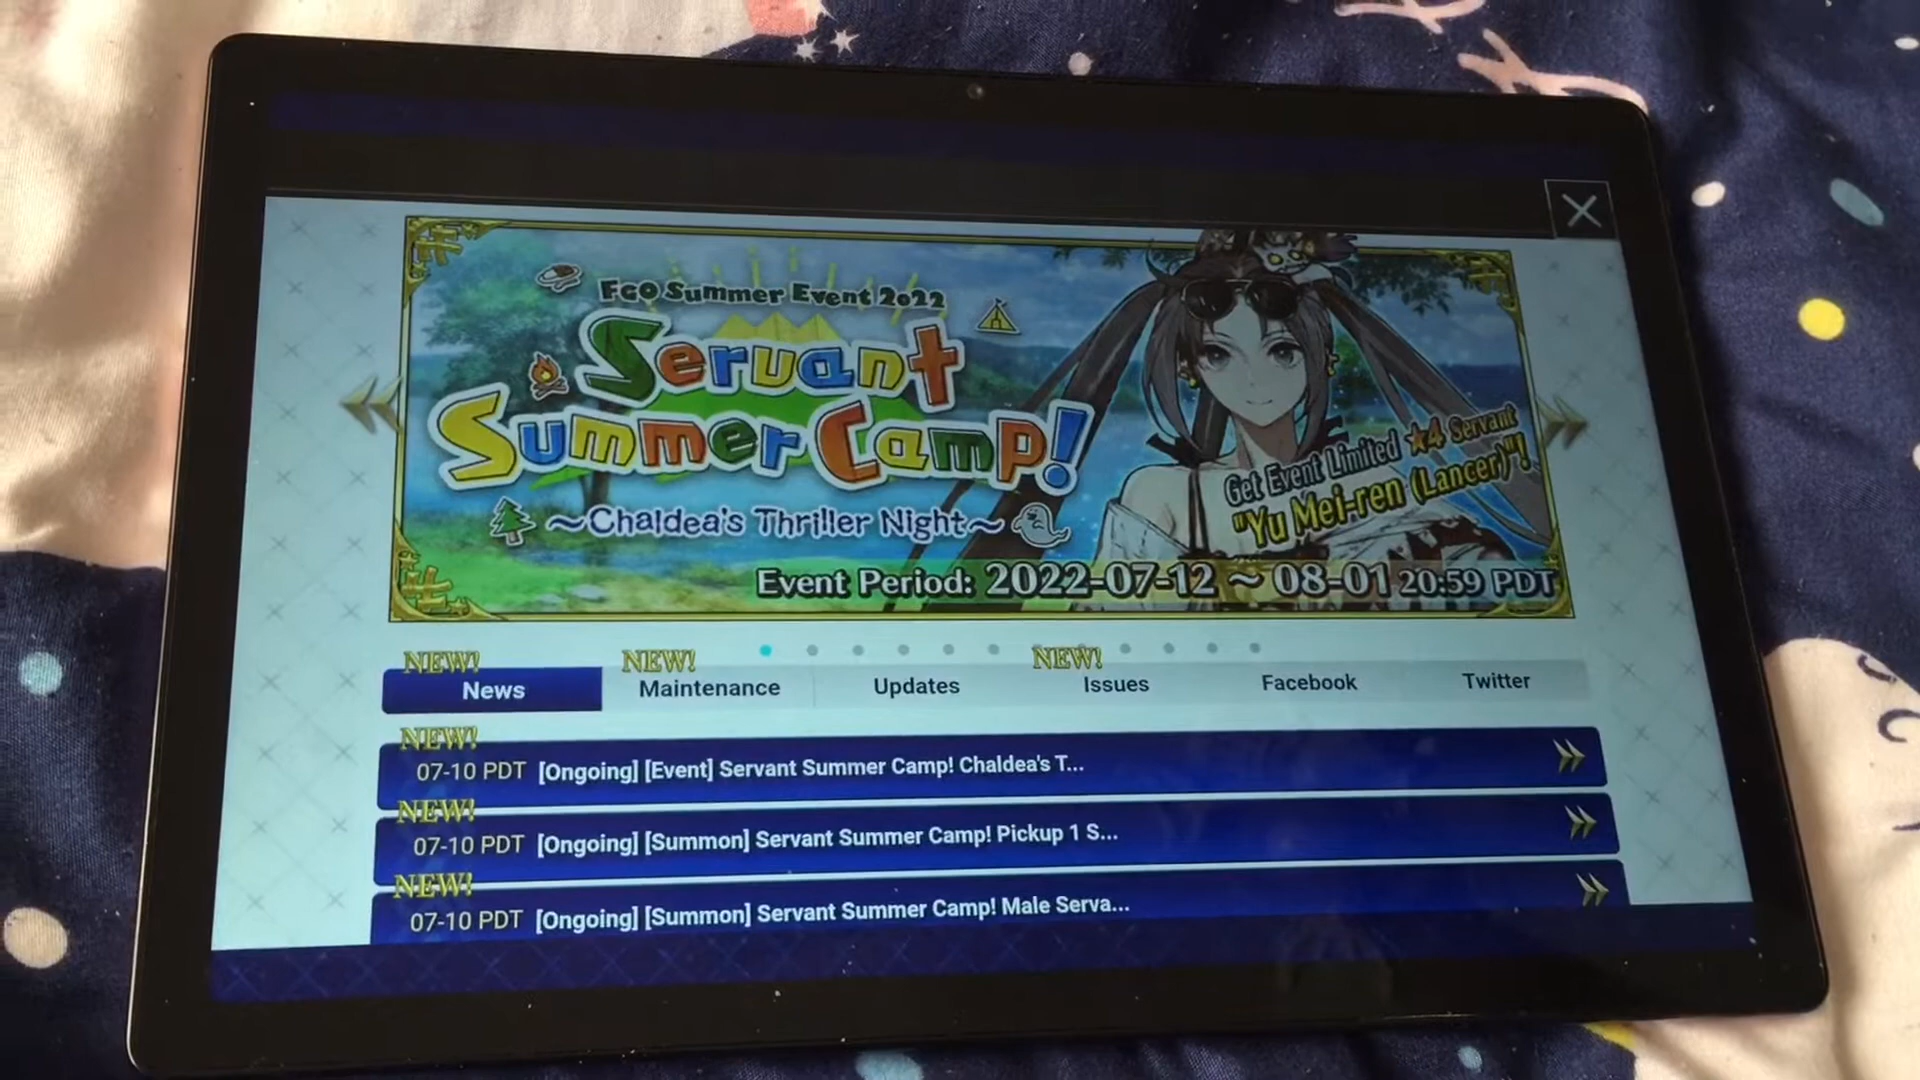 FGO Summer Event 2022
Servant
Summer Camp!
~Chaldea's Thriller Night~
Get Event Limited ★4 Servant
"Yu Mei-ren (Lancer)"!
Event Period: 2022-07-12 ~ 08-01 20:59 PDT
NEW! NEW! NEW!
News Maintenance Updates Issues Facebook Twitter
NEW!
07-10 PDT [Ongoing] [Event] Servant Summer Camp! Chaldea's T...
NEW!
07-10 PDT [Ongoing] [Summon] Servant Summer Camp! Pickup 1 S...
NEW!
07-10 PDT [Ongoing] [Summon] Servant Summer Camp! Male Serva...